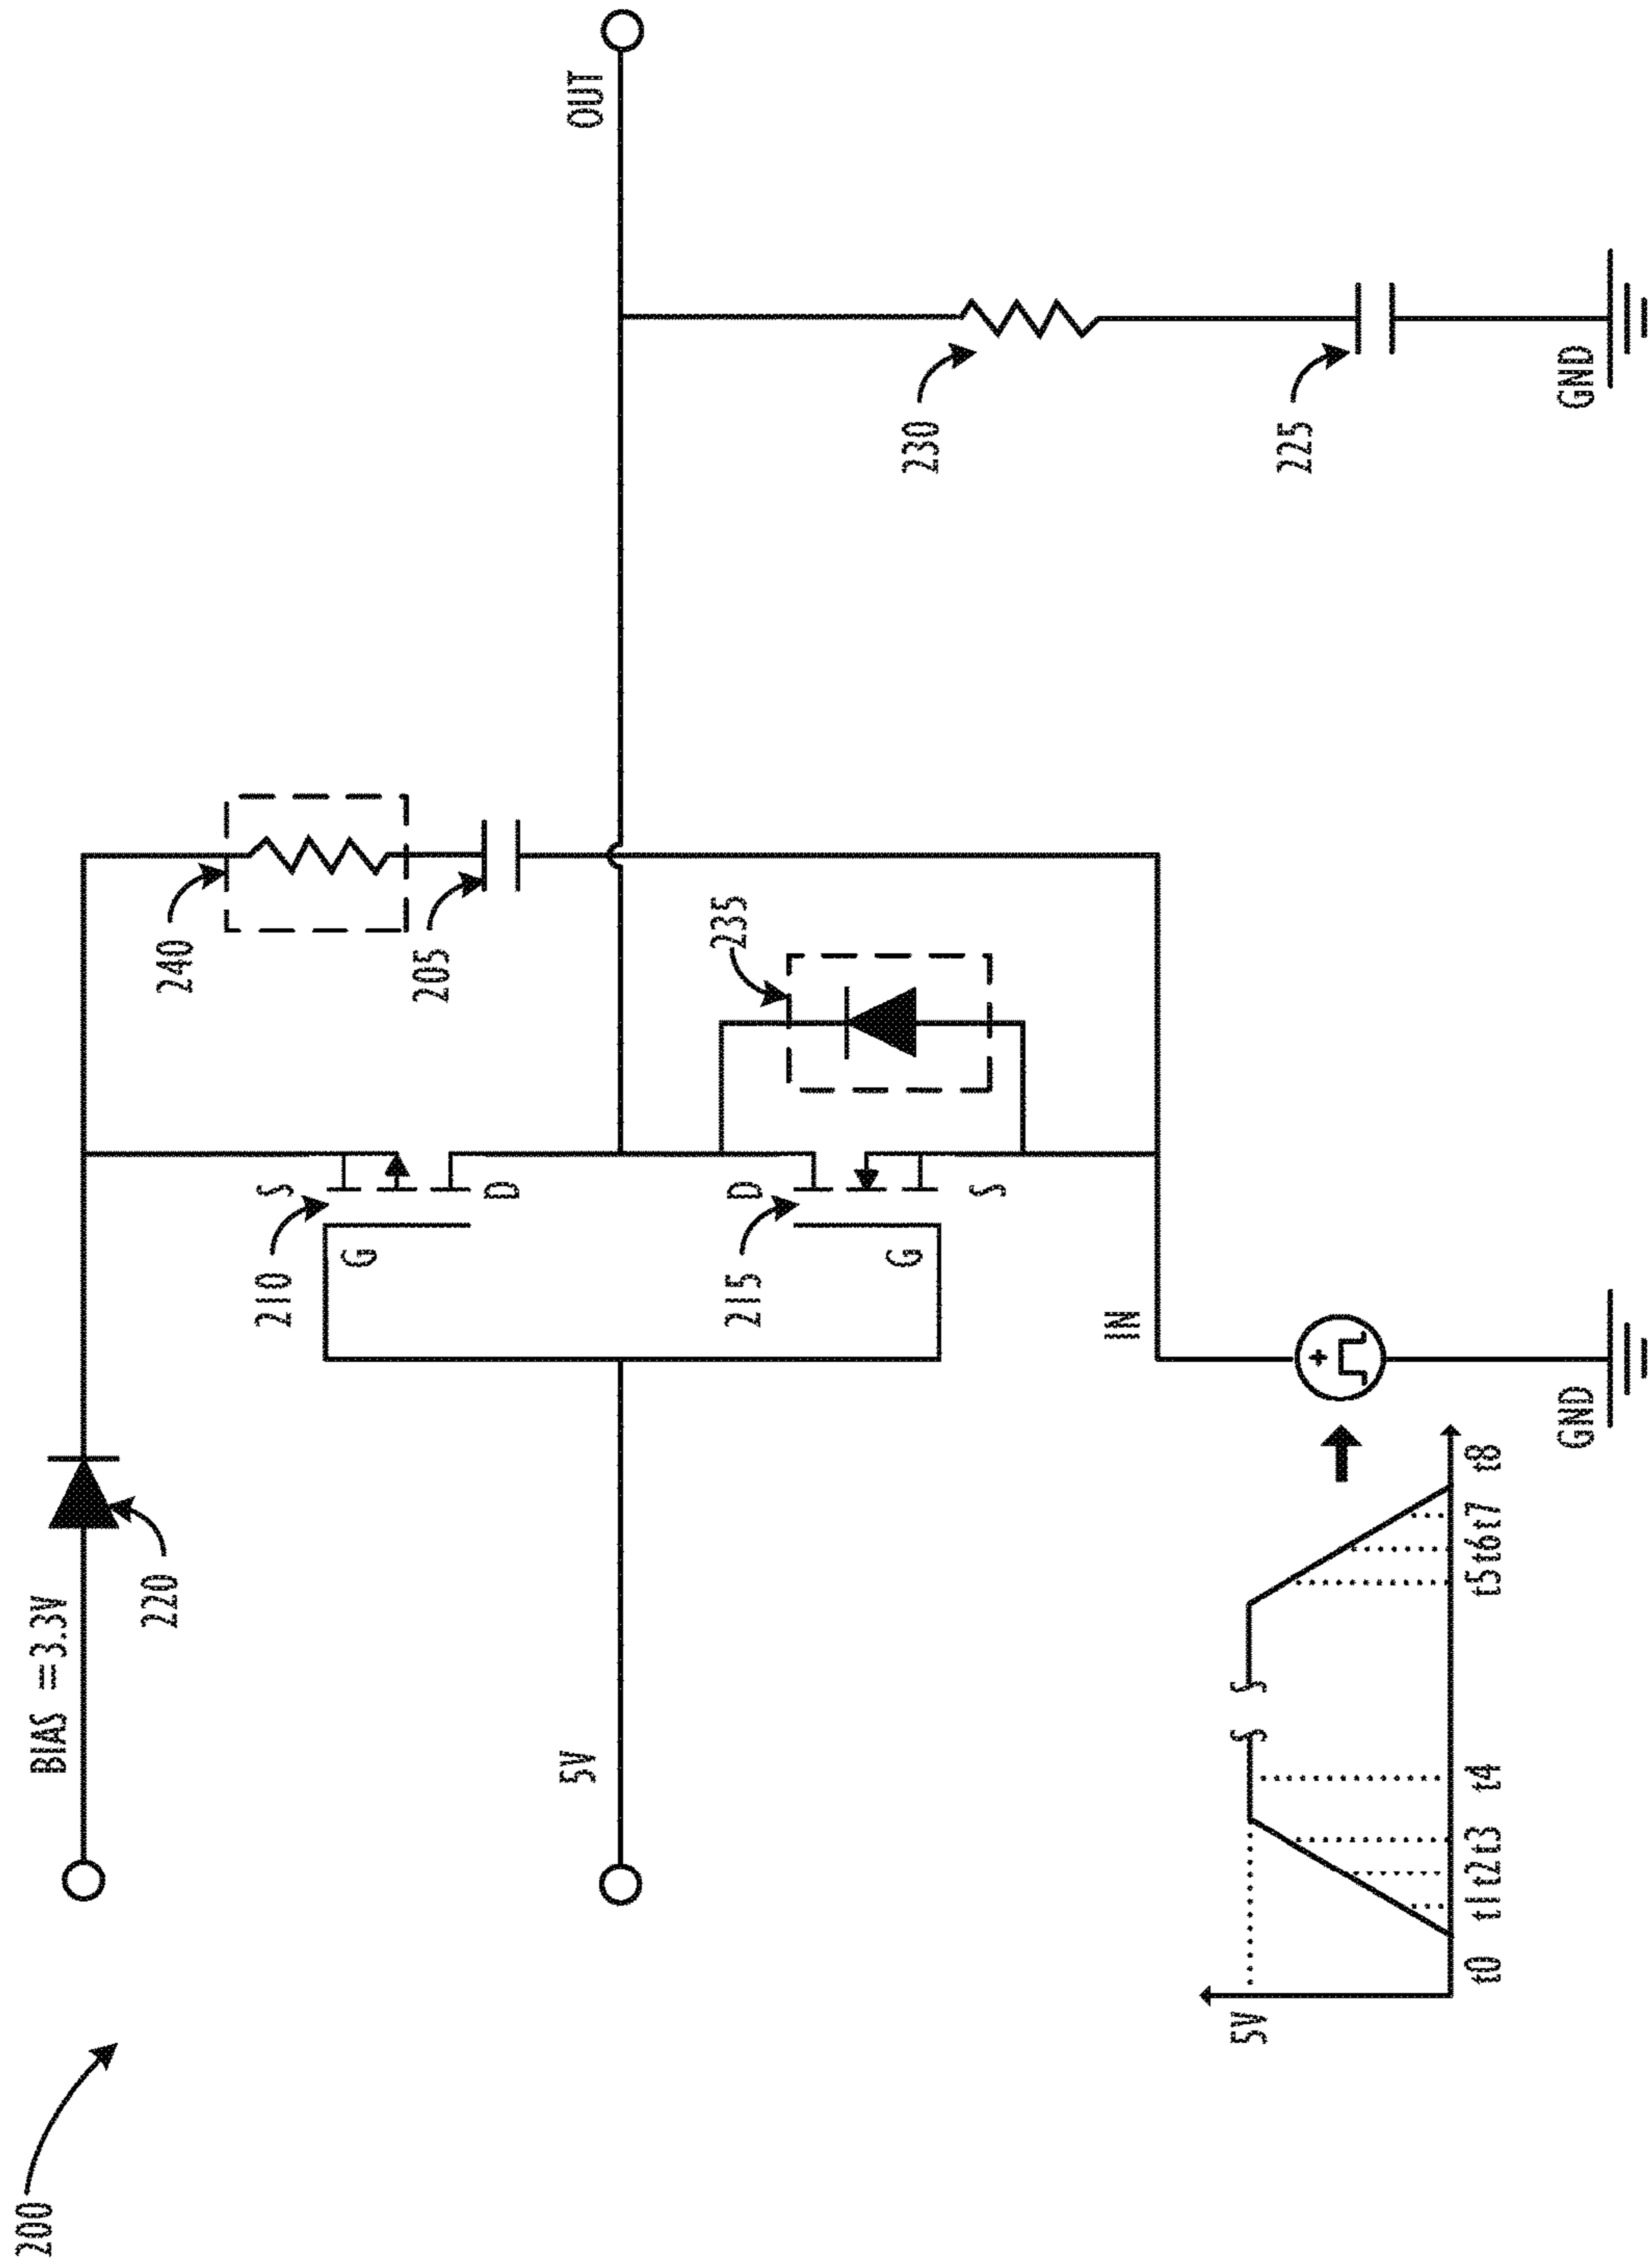 200
BIAS =3.3V
220
240
205
210
S
G
D
5V
OUT
D
215
G
S
235
230
225
IN
5V
S S
t0 t1 t2 t3 t4 t5 t6 t7 t8
+
GND
GND